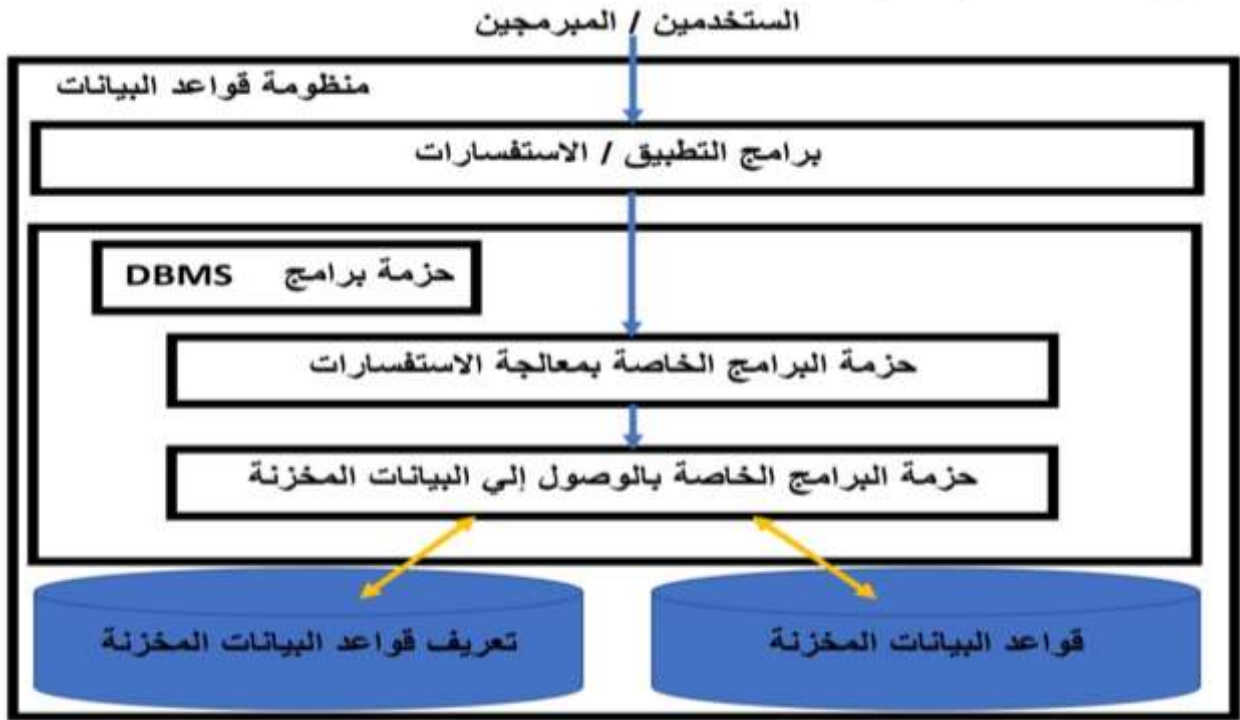 الستخدمين / المبرمجين
منظومة قواعد البيانات
برامج التطبيق / الاستفسارات
حزمة برامج DBMS
حزمة البرامج الخاصة بمعالجة الاستفسارات
حزمة البرامج الخاصة بالوصول إلي البيانات المخزنة
قواعد البيانات المخزنة
تعريف قواعد البيانات المخزنة